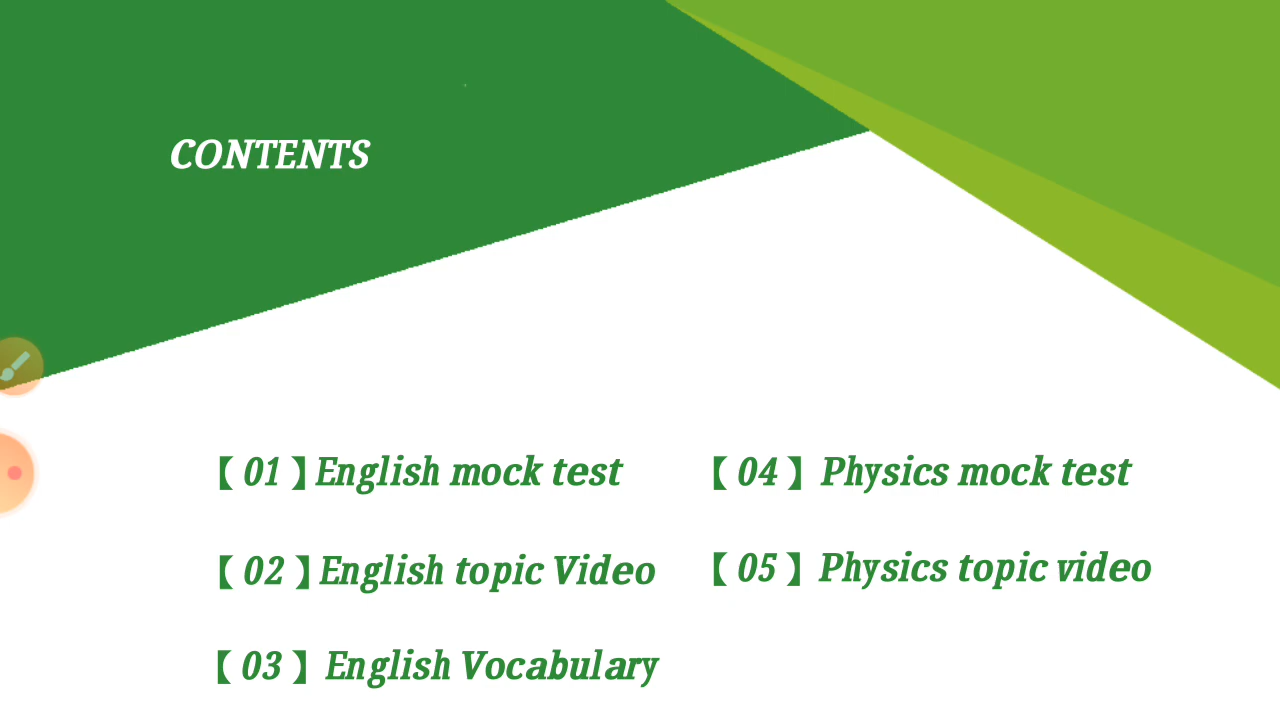 CONTENTS
【 01 】English mock test
【 02 】English topic Video
【 03 】 English Vocabulary
【 04 】 Physics mock test
【 05 】 Physics topic video